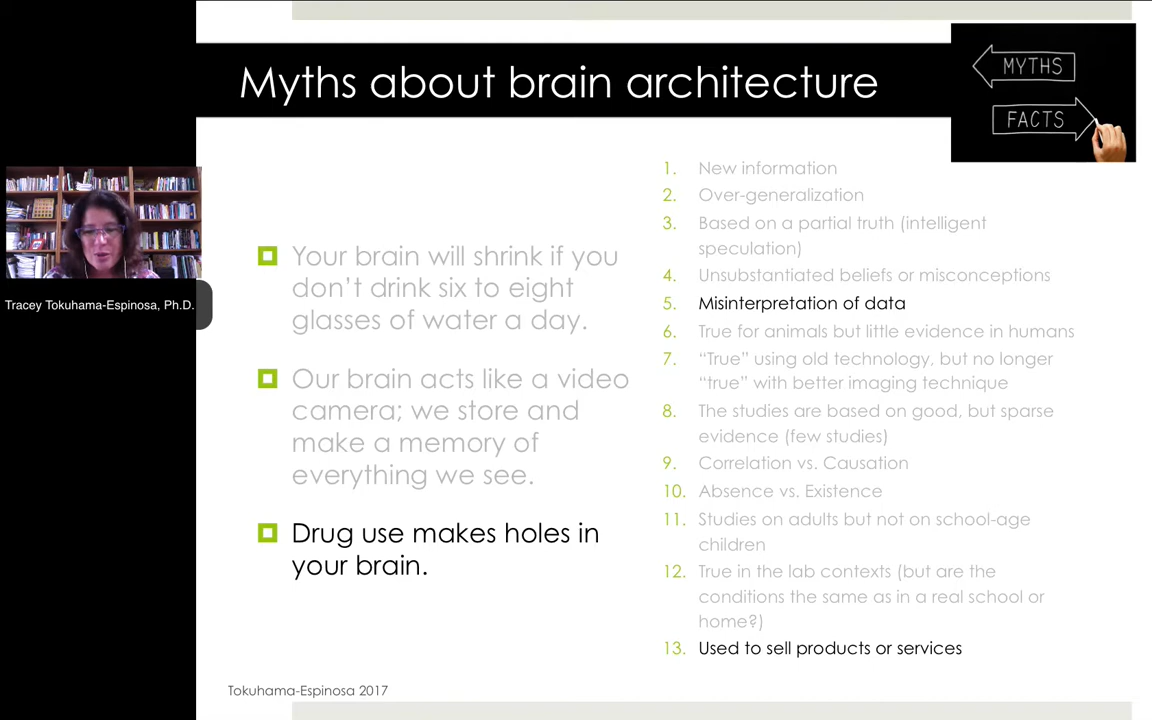 Myths about brain architecture
MYTHS
FACTS
Tracey Tokuhama-Espinosa, Ph.D.
Your brain will shrink if you
don't drink six to eight
glasses of water a day.
Our brain acts like a video
camera; we store and
make a memory of
everything we see.
Drug use makes holes in
your brain.
1. New information
2. Over-generalization
3. Based on a partial truth (intelligent
speculation)
4. Unsubstantiated beliefs or misconceptions
5. Misinterpretation of data
6. True for animals but little evidence in humans
7. “True” using old technology, but no longer
“true” with better imaging technique
8. The studies are based on good, but sparse
evidence (few studies)
9. Correlation vs. Causation
10. Absence vs. Existence
11. Studies on adults but not on school-age
children
12. True in the lab contexts (but are the
conditions the same as in a real school or
home?)
13. Used to sell products or services
Tokuhama-Espinosa 2017